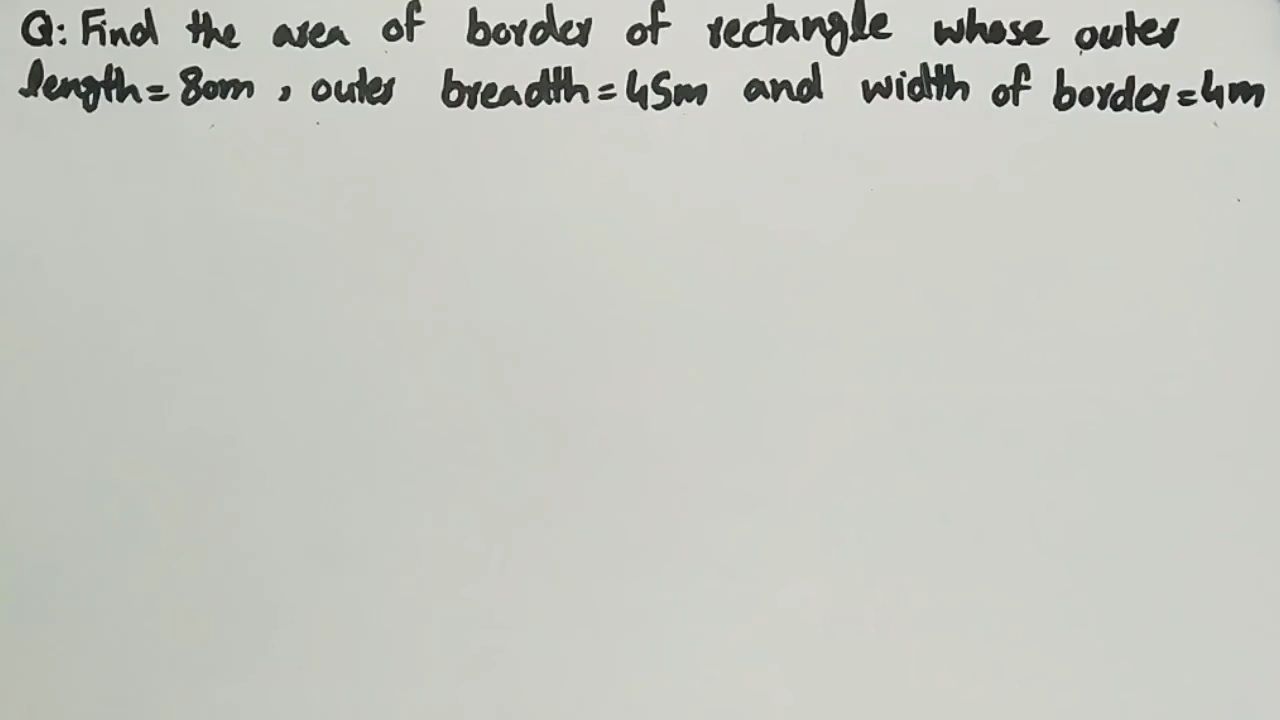 Q: Find the area of border of rectangle whose outer
length = 80m , outer breadth = 45m and width of border = 4m